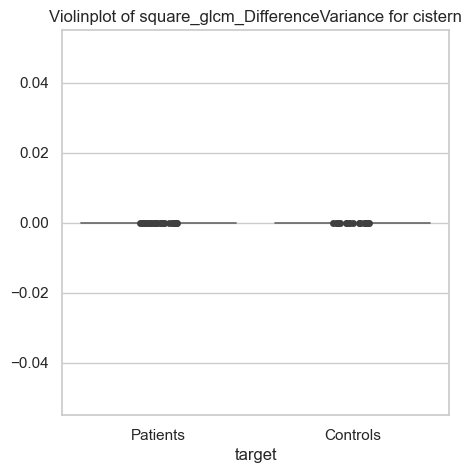 Violinplot of square_glcm_DifferenceVariance for cistern
0.04
0.02
0.00
−0.02
−0.04
Patients
Controls
target